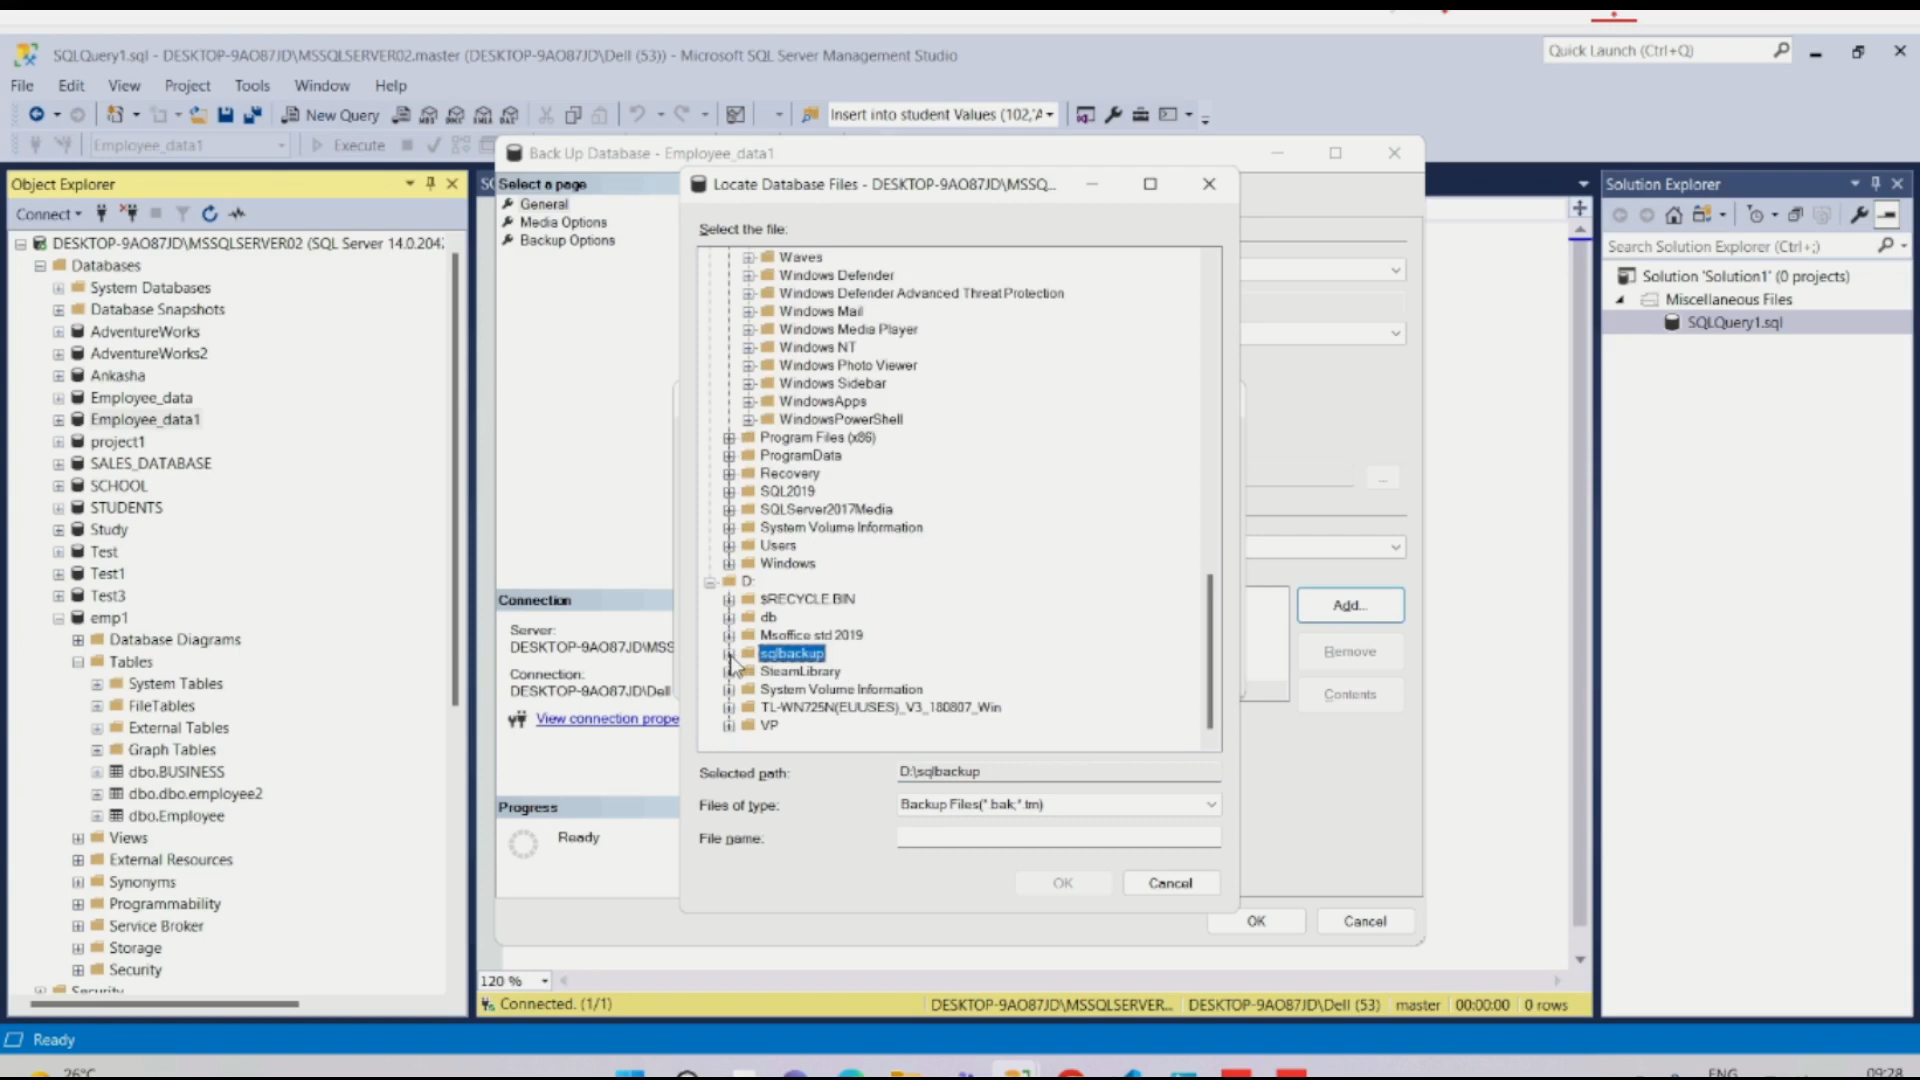 SQLQuery1.sql - DESKTOP-9AO87JD\MSSQLSERVER02.master (DESKTOP-9AO87JD\Dell (53)) - Microsoft SQL Server Management Studio
Quick Launch (Ctrl+Q)
File Edit View Project Tools Window Help
New Query
Insert into student Values (102,'A
Employee_data1
Execute
Object Explorer
Connect
DESKTOP-9AO87JD\MSSQLSERVER02 (SQL Server 14.0.204
Databases
System Databases
Database Snapshots
AdventureWorks
AdventureWorks2
Ankasha
Employee_data
Employee_data1
project1
SALES_DATABASE
SCHOOL
STUDENTS
Study
Test
Test1
Test3
emp1
Database Diagrams
Tables
System Tables
FileTables
External Tables
Graph Tables
dbo.BUSINESS
dbo.dbo.employee2
dbo.Employee
Views
External Resources
Synonyms
Programmability
Service Broker
Storage
Security
Security
Back Up Database - Employee_data1
Select a page
General
Media Options
Backup Options
Connection
Server:
DESKTOP-9AO87JD\MSS
Connection:
DESKTOP-9AO87JD\Dell
View connection prope
Progress
Ready
Locate Database Files - DESKTOP-9AO87JD\MSSQ...
Select the file:
Waves
Windows Defender
Windows Defender Advanced Threat Protection
Windows Mail
Windows Media Player
Windows NT
Windows Photo Viewer
Windows Sidebar
WindowsApps
WindowsPowerShell
Program Files (x86)
ProgramData
Recovery
SQL2019
SQLServer2017Media
System Volume Information
Users
Windows
D:
$RECYCLE.BIN
db
Msoffice std 2019
sqlbackup
SteamLibrary
System Volume Information
TL-WN725N(EUUSES)_V3_180807_Win
VP
Selected path: D:\sqlbackup
Files of type: Backup Files(*.bak;*.trn)
File name:
OK Cancel
...
Add...
Remove
Contents
OK Cancel
120 %
Connected. (1/1)
DESKTOP-9AO87JD\MSSQLSERVER... DESKTOP-9AO87JD\Dell (53) master 00:00:00 0 rows
Solution Explorer
Search Solution Explorer (Ctrl+;)
Solution 'Solution1' (0 projects)
Miscellaneous Files
SQLQuery1.sql
Ready
26°C
ENG
09:28